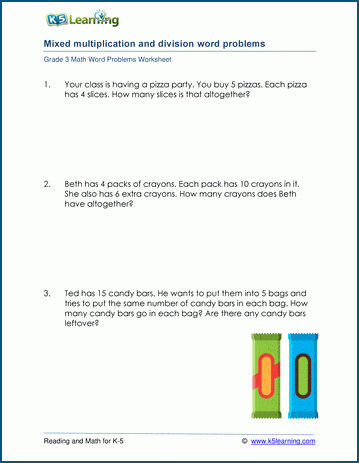 K5 Learning
Mixed multiplication and division word problems
Grade 3 Math Word Problems Worksheet
1. Your class is having a pizza party. You buy 5 pizzas. Each pizza
has 4 slices. How many slices is that altogether?
2. Beth has 4 packs of crayons. Each pack has 10 crayons in it.
She also has 6 extra crayons. How many crayons does Beth
have altogether?
3. Ted has 15 candy bars. He wants to put them into 5 bags and
tries to put the same number of candy bars in each bag. How
many candy bars go in each bag? Are there any candy bars
leftover?
Reading and Math for K-5 © www.k5learning.com